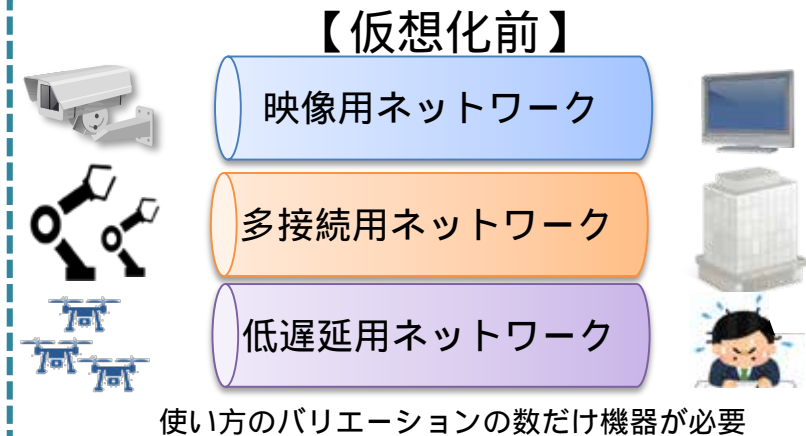 【仮想化前】
映像用ネットワーク
多接続用ネットワーク
低遅延用ネットワーク
使い方のバリエーションの数だけ機器が必要